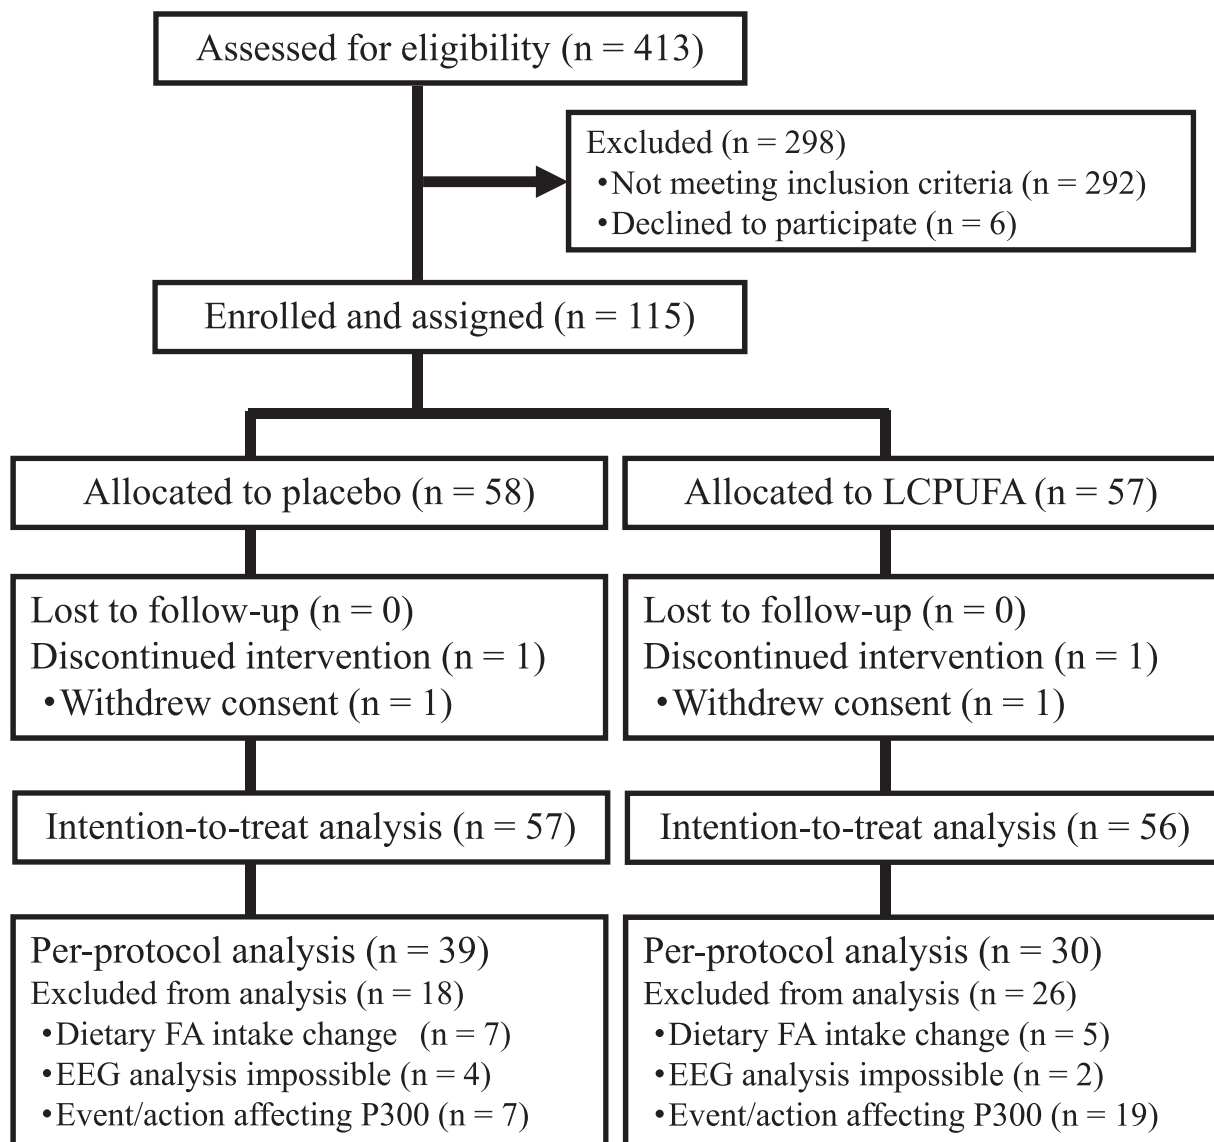 Assessed for eligibility (n = 413)
Excluded (n = 298)
•Not meeting inclusion criteria (n = 292)
•Declined to participate (n = 6)
Enrolled and assigned (n = 115)
Allocated to placebo (n = 58)
Allocated to LCPUFA (n = 57)
Lost to follow-up (n = 0)
Discontinued intervention (n = 1)
•Withdrew consent (n = 1)
Lost to follow-up (n = 0)
Discontinued intervention (n = 1)
•Withdrew consent (n = 1)
Intention-to-treat analysis (n = 57)
Intention-to-treat analysis (n = 56)
Per-protocol analysis (n = 39)
Excluded from analysis (n = 18)
•Dietary FA intake change (n = 7)
•EEG analysis impossible (n = 4)
•Event/action affecting P300 (n = 7)
Per-protocol analysis (n = 30)
Excluded from analysis (n = 26)
•Dietary FA intake change (n = 5)
•EEG analysis impossible (n = 2)
•Event/action affecting P300 (n = 19)